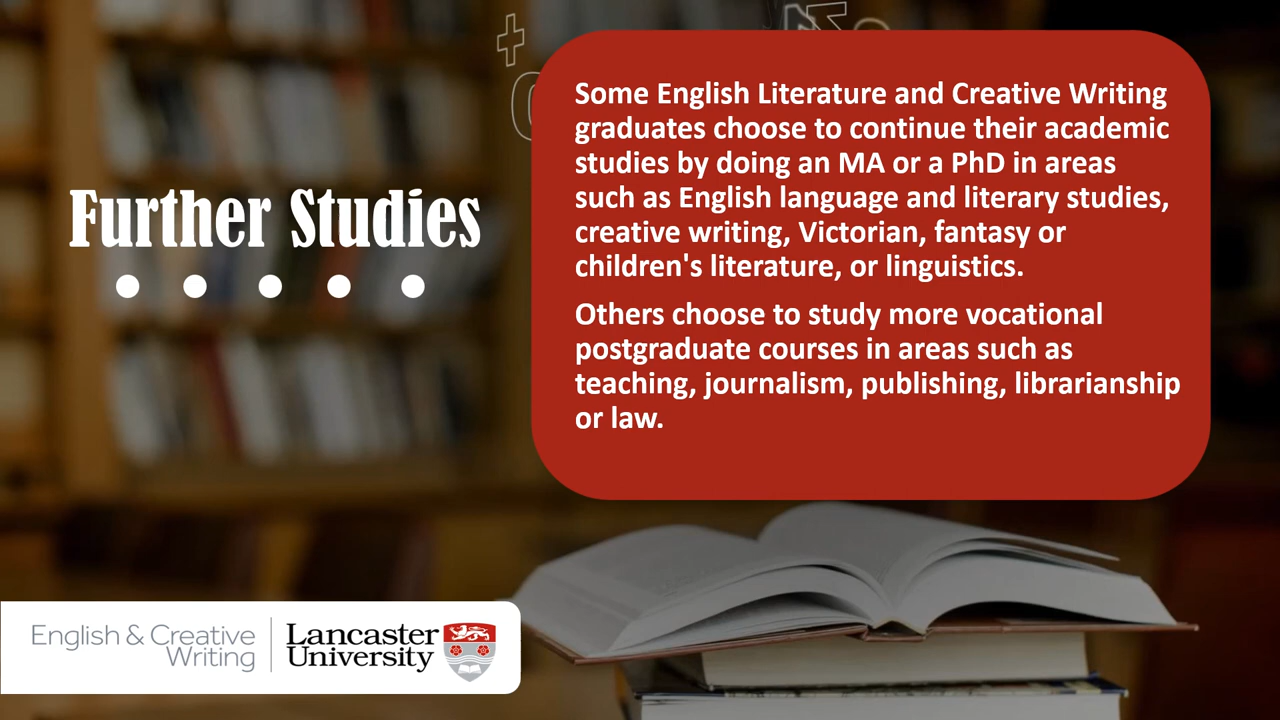 Further Studies
Some English Literature and Creative Writing
graduates choose to continue their academic
studies by doing an MA or a PhD in areas
such as English language and literary studies,
creative writing, Victorian, fantasy or
children's literature, or linguistics.
Others choose to study more vocational
postgraduate courses in areas such as
teaching, journalism, publishing, librarianship
or law.
English & Creative
Writing
Lancaster
University